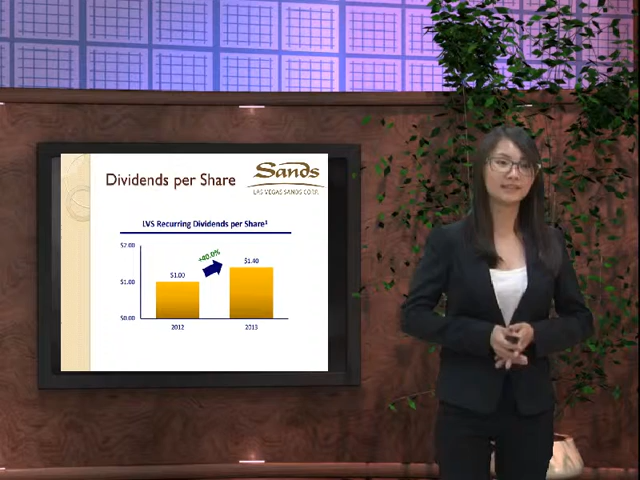 Dividends per Share
Sands
LAS VEGAS SANDS CORP.
LVS Recurring Dividends per Share¹
$2.00
+40.0%
$1.40
$1.00
$1.00
$0.00
2012
2013